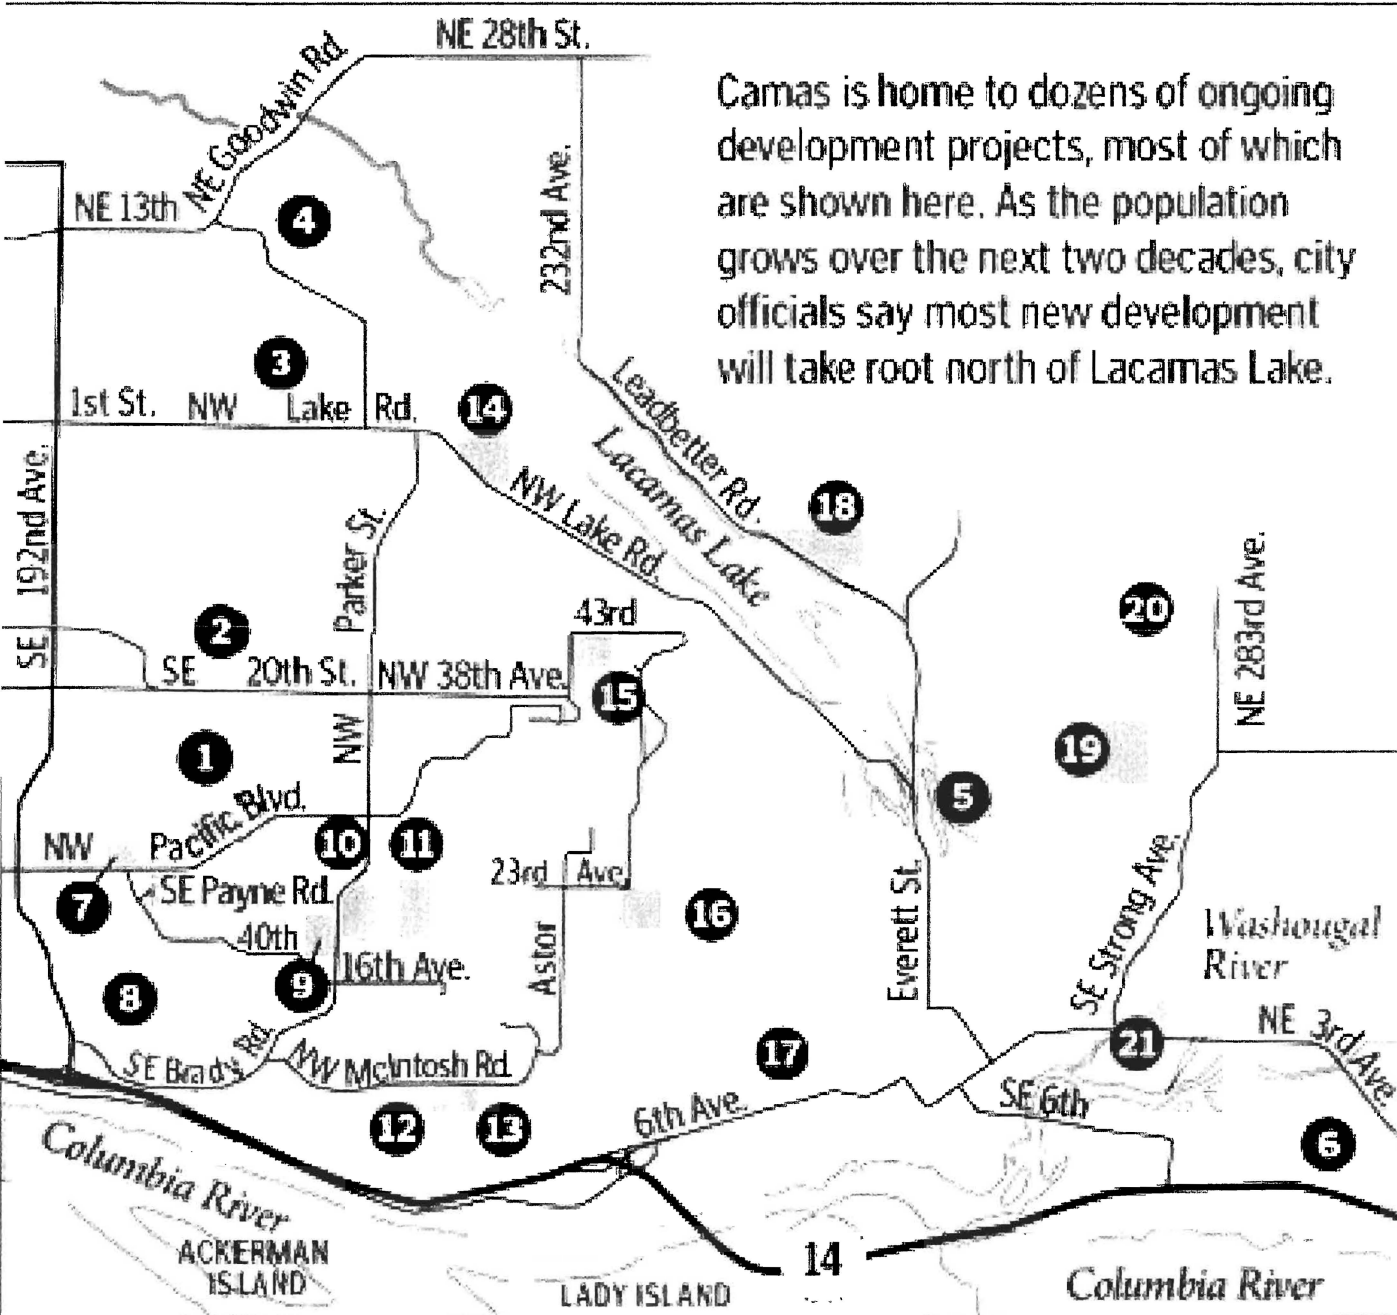 NE 28th St.
NE Goodwin Rd.
Camas is home to dozens of ongoing
development projects, most of which
are shown here. As the population
grows over the next two decades, city
officials say most new development
will take root north of Lacamas Lake.
232nd Ave.
NE 13th
4
3
1st St. NW Lake Rd.
14
Leadbetter Rd.
Lacamas Lake
NW Lake Rd.
18
SE 192nd Ave.
NW Parker St.
43rd
20
NE 283rd Ave.
2
SE 20th St. NW 38th Ave.
15
1
19
5
NW Pacific Blvd.
10
11
7
SE Payne Rd.
23rd Ave.
16
40th
Everett St.
SE Strong Ave.
Washougal
River
8
9
16th Ave.
Astor
SE Brady Rd.
NW McIntosh Rd.
17
21
NE 3rd Ave.
12
13
6th Ave.
SE 6th
6
Columbia River
ACKERMAN
ISLAND
LADY ISLAND
14
Columbia River